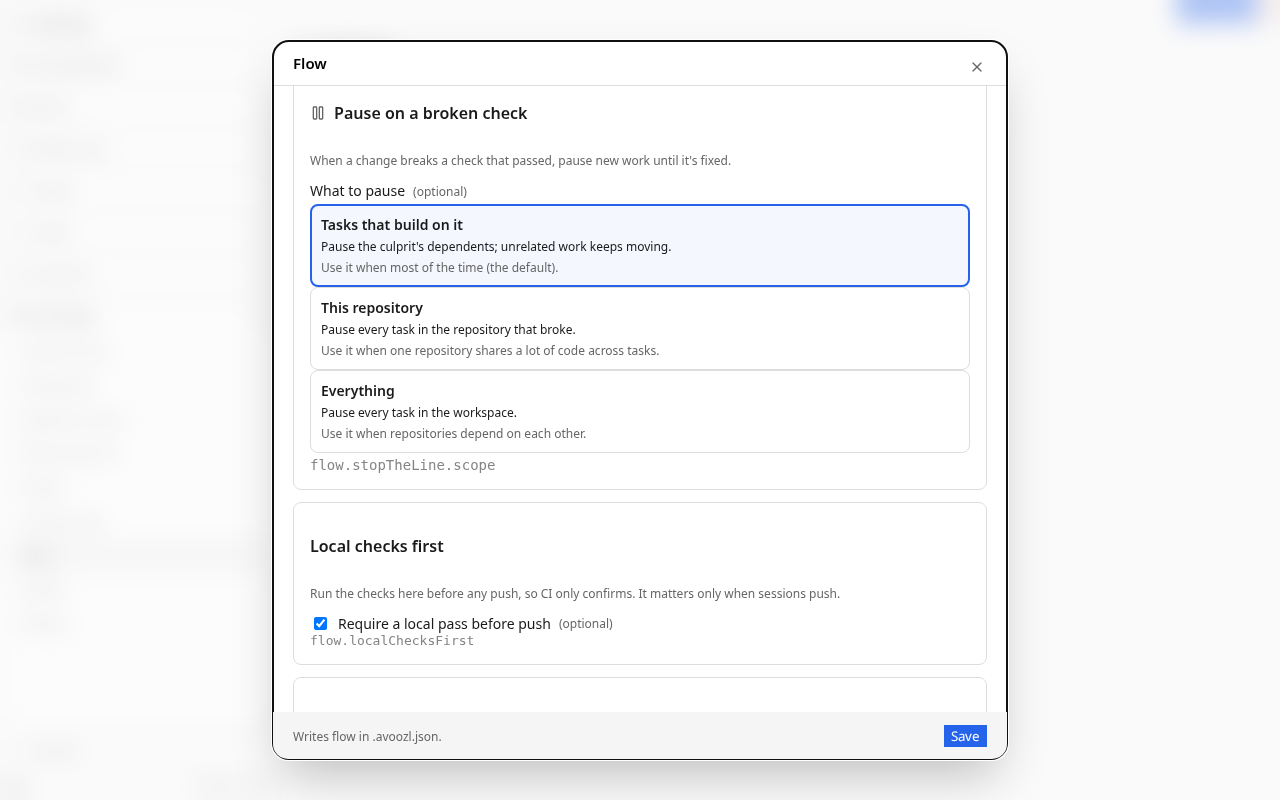 Flow
Pause on a broken check
When a change breaks a check that passed, pause new work until it's fixed.
What to pause (optional)
Tasks that build on it
Pause the culprit's dependents; unrelated work keeps moving.
Use it when most of the time (the default).
This repository
Pause every task in the repository that broke.
Use it when one repository shares a lot of code across tasks.
Everything
Pause every task in the workspace.
Use it when repositories depend on each other.
flow.stopTheLine.scope
Local checks first
Run the checks here before any push, so CI only confirms. It matters only when sessions push.
Require a local pass before push (optional)
flow.localChecksFirst
Writes flow in .avoozl.json.
Save